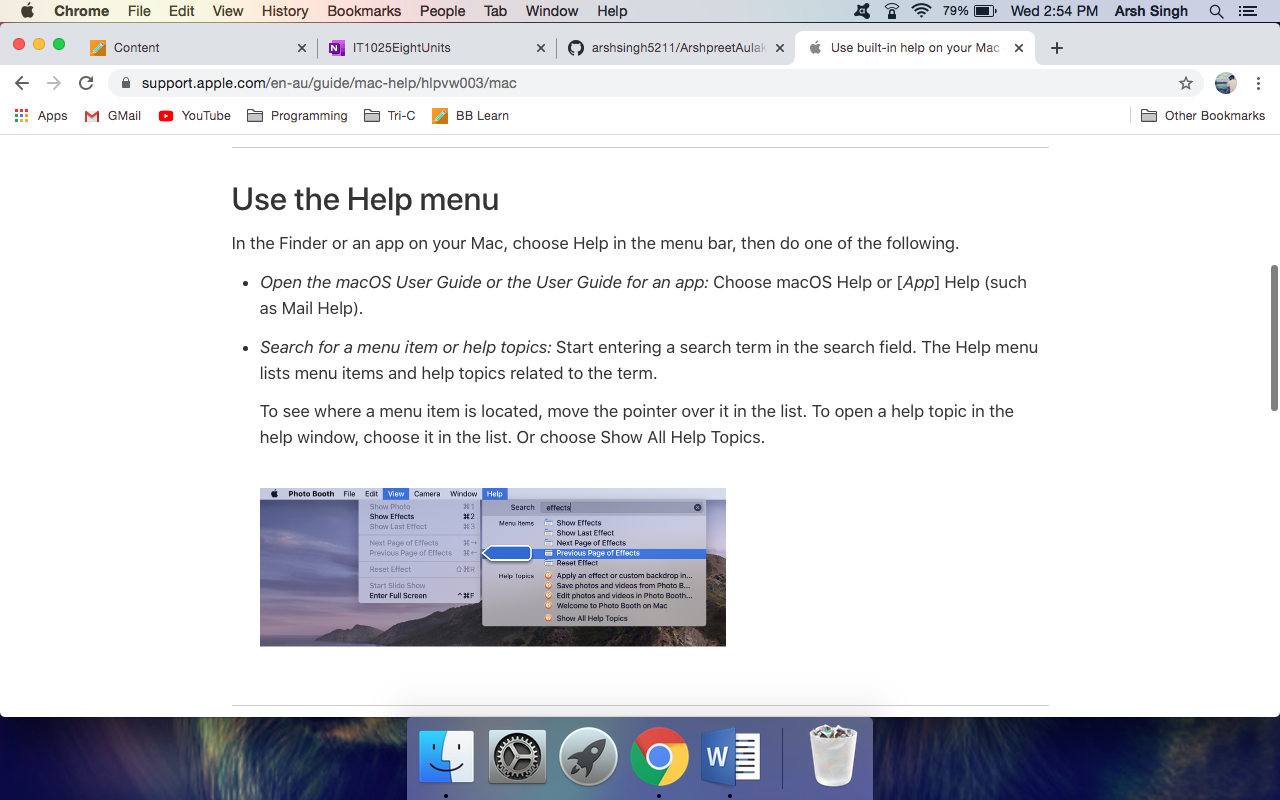 Chrome File Edit View History Bookmarks People Tab Window Help 79% Wed 2:54 PM Arsh Singh
Content IT1025EightUnits arshsingh5211/ArshpreetAulak Use built-in help on your Mac
support.apple.com/en-au/guide/mac-help/hlpvw003/mac
Apps GMail YouTube Programming Tri-C BB Learn Other Bookmarks
Use the Help menu
In the Finder or an app on your Mac, choose Help in the menu bar, then do one of the following.
• Open the macOS User Guide or the User Guide for an app: Choose macOS Help or [App] Help (such
as Mail Help).
• Search for a menu item or help topics: Start entering a search term in the search field. The Help menu
lists menu items and help topics related to the term.
To see where a menu item is located, move the pointer over it in the list. To open a help topic in the
help window, choose it in the list. Or choose Show All Help Topics.
Photo Booth File Edit View Camera Window Help
Show Photo ⌘1
Show Effects ⌘2
Show Last Effect ⌘3
Next Page of Effects ⌘→
Previous Page of Effects ⌘←
Reset Effect ⇧⌘R
Start Slide Show
Enter Full Screen ^⌘F
Search effects
Menu Items Show Effects
Show Last Effect
Next Page of Effects
Previous Page of Effects
Reset Effect
Help Topics Apply an effect or custom backdrop in...
Save photos and videos from Photo B...
Edit photos and videos in Photo Booth...
Welcome to Photo Booth on Mac
Show All Help Topics
W